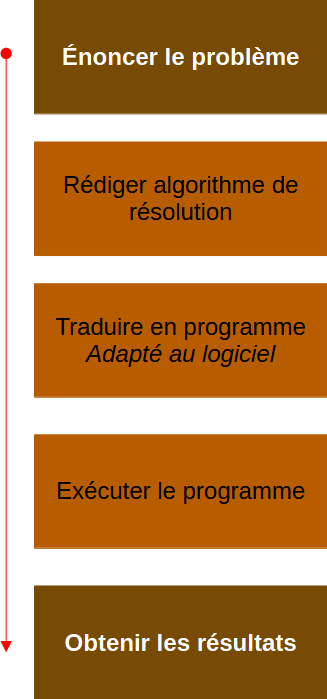 Énoncer le problème
Rédiger algorithme de
résolution
Traduire en programme
Adapté au logiciel
Exécuter le programme
Obtenir les résultats